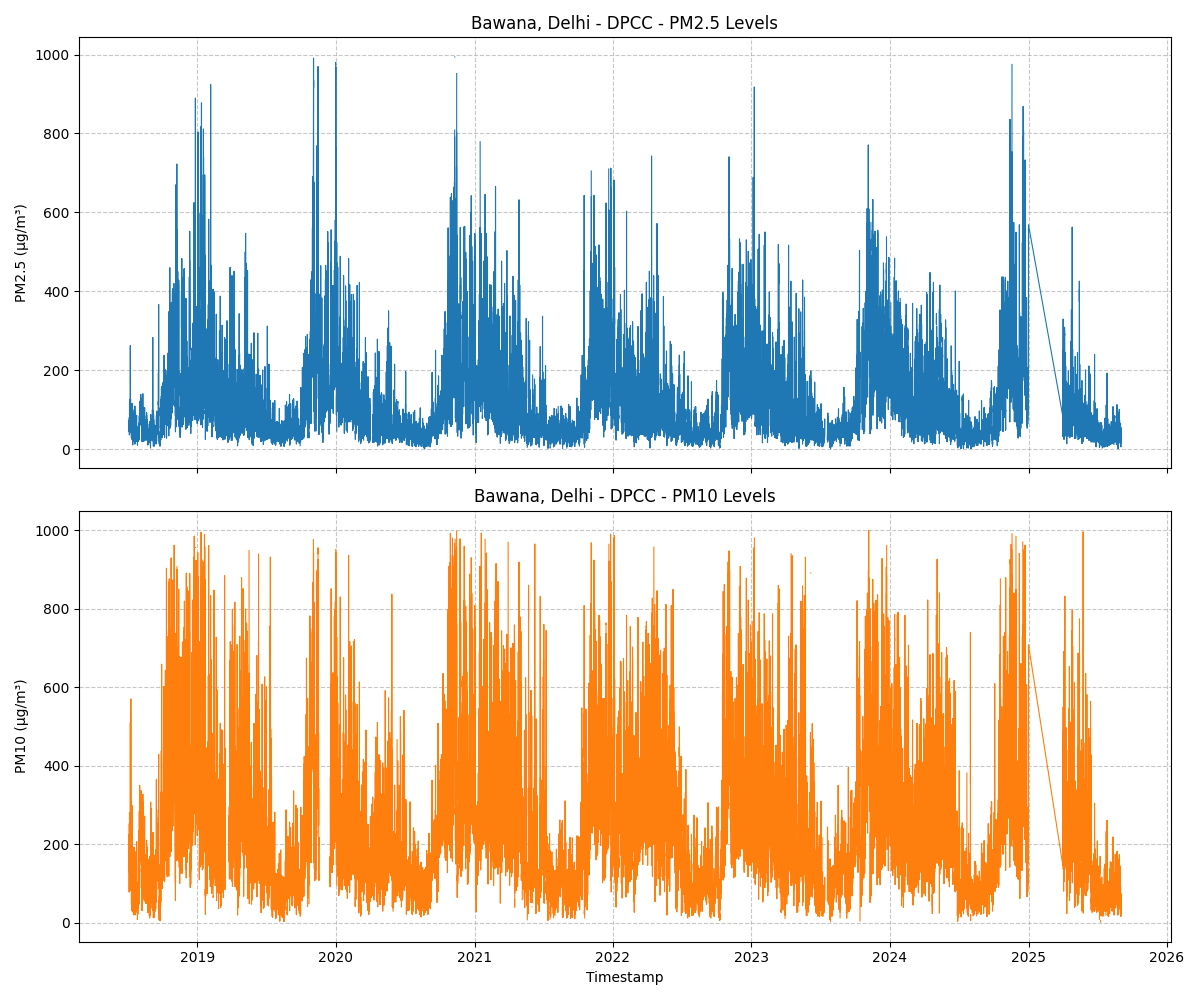 Bawana, Delhi - DPCC - PM2.5 Levels
1000
800
600
400
200
0
PM2.5 (µg/m³)
Bawana, Delhi - DPCC - PM10 Levels
1000
800
600
400
200
0
PM10 (µg/m³)
2019 2020 2021 2022 2023 2024 2025 2026
Timestamp